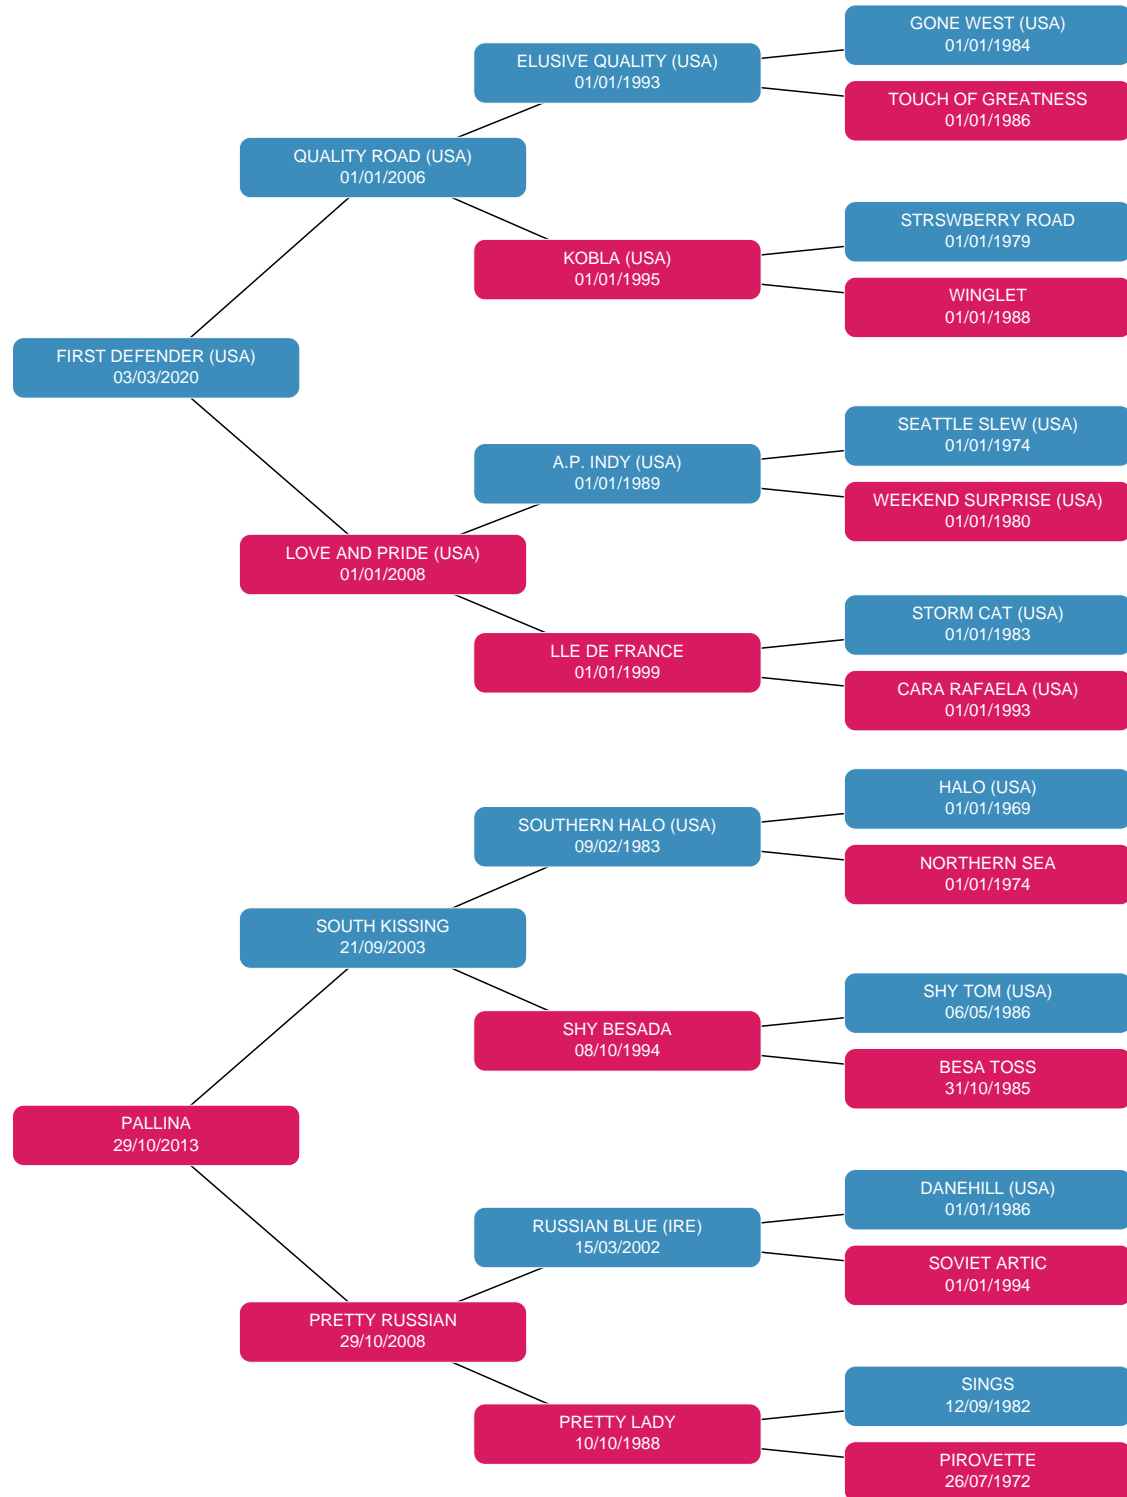 GONE WEST (USA)
01/01/1984
ELUSIVE QUALITY (USA)
01/01/1993
TOUCH OF GREATNESS
01/01/1986
QUALITY ROAD (USA)
01/01/2006
STRSWBERRY ROAD
01/01/1979
KOBLA (USA)
01/01/1995
WINGLET
01/01/1988
FIRST DEFENDER (USA)
03/03/2020
SEATTLE SLEW (USA)
01/01/1974
A.P. INDY (USA)
01/01/1989
WEEKEND SURPRISE (USA)
01/01/1980
LOVE AND PRIDE (USA)
01/01/2008
STORM CAT (USA)
01/01/1983
LLE DE FRANCE
01/01/1999
CARA RAFAELA (USA)
01/01/1993
HALO (USA)
01/01/1969
SOUTHERN HALO (USA)
09/02/1983
NORTHERN SEA
01/01/1974
SOUTH KISSING
21/09/2003
SHY TOM (USA)
06/05/1986
SHY BESADA
08/10/1994
BESA TOSS
31/10/1985
PALLINA
29/10/2013
DANEHILL (USA)
01/01/1986
RUSSIAN BLUE (IRE)
15/03/2002
SOVIET ARTIC
01/01/1994
PRETTY RUSSIAN
29/10/2008
SINGS
12/09/1982
PRETTY LADY
10/10/1988
PIROVETTE
26/07/1972